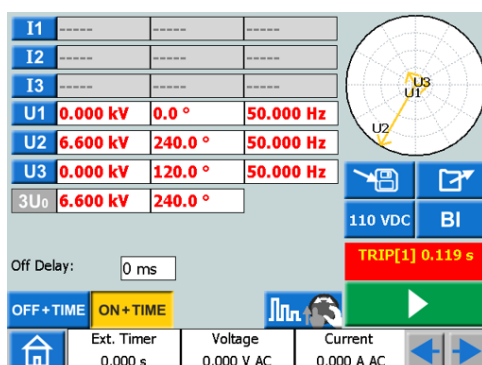 I1 -----  -----  -----
I2 -----  -----  -----
I3 -----  -----  -----
U1 0.000 kV 0.0 ° 50.000 Hz
U2 6.600 kV 240.0 ° 50.000 Hz
U3 0.000 kV 120.0 ° 50.000 Hz
3U₀ 6.600 kV 240.0 °
U3
U1
U2
110 VDC BI
TRIP[1] 0.119 s
Off Delay: 0 ms
OFF+TIME ON+TIME
Ext. Timer Voltage Current
0.000 s 0.000 V AC 0.000 A AC